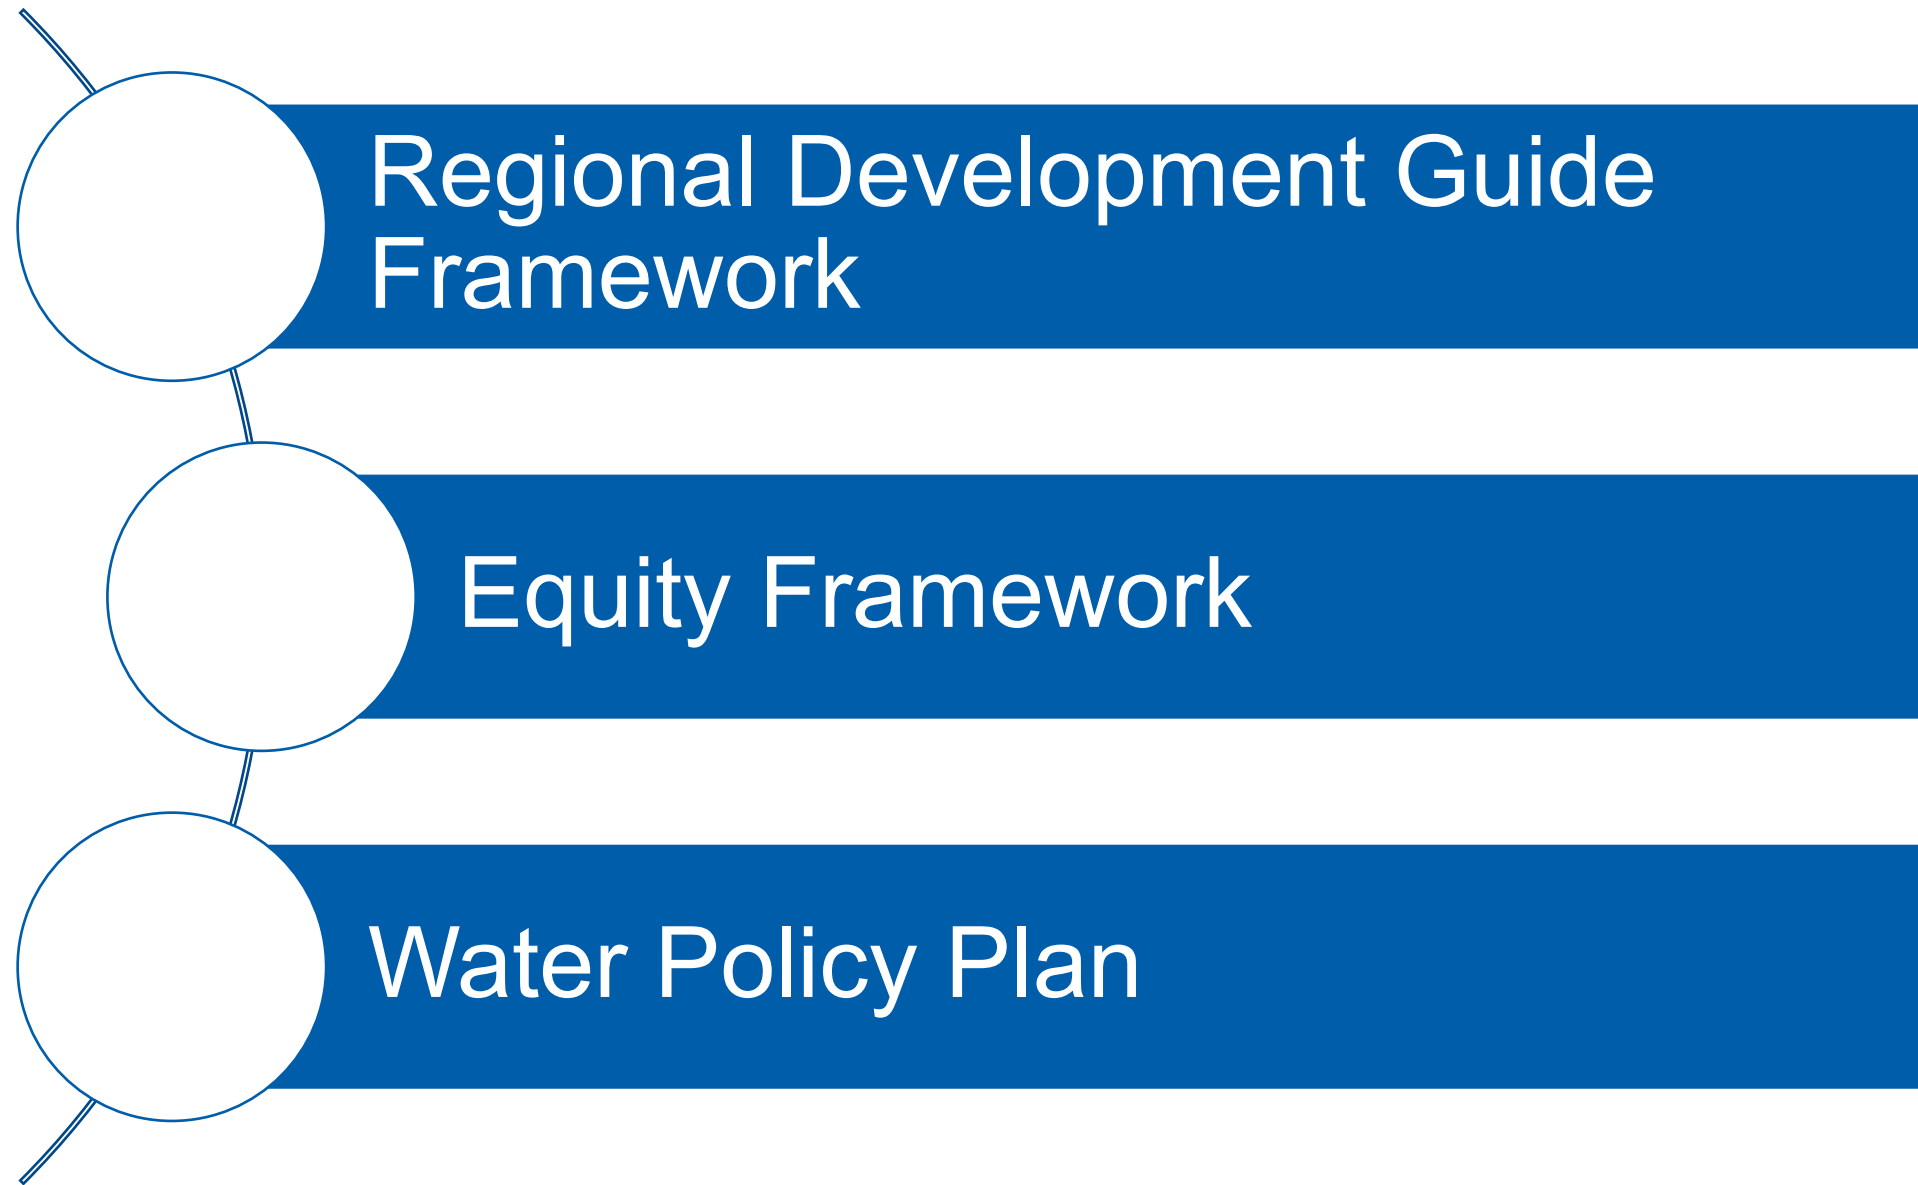 Regional Development Guide
Framework
Equity Framework
Water Policy Plan